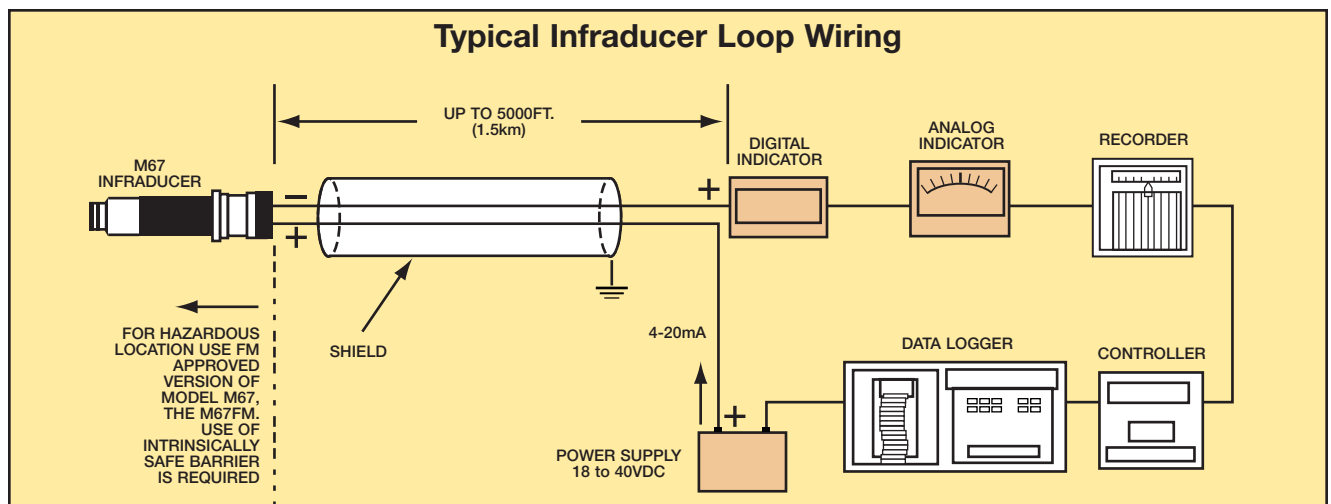 Typical Infraducer Loop Wiring
UP TO 5000FT.
(1.5km)
M67
INFRADUCER
DIGITAL
INDICATOR
ANALOG
INDICATOR
RECORDER
−
+
+
FOR HAZARDOUS
LOCATION USE FM
APPROVED
VERSION OF
MODEL M67,
THE M67FM.
USE OF
INTRINSICALLY
SAFE BARRIER
IS REQUIRED
SHIELD
4-20mA
DATA LOGGER
CONTROLLER
+
POWER SUPPLY
18 to 40VDC